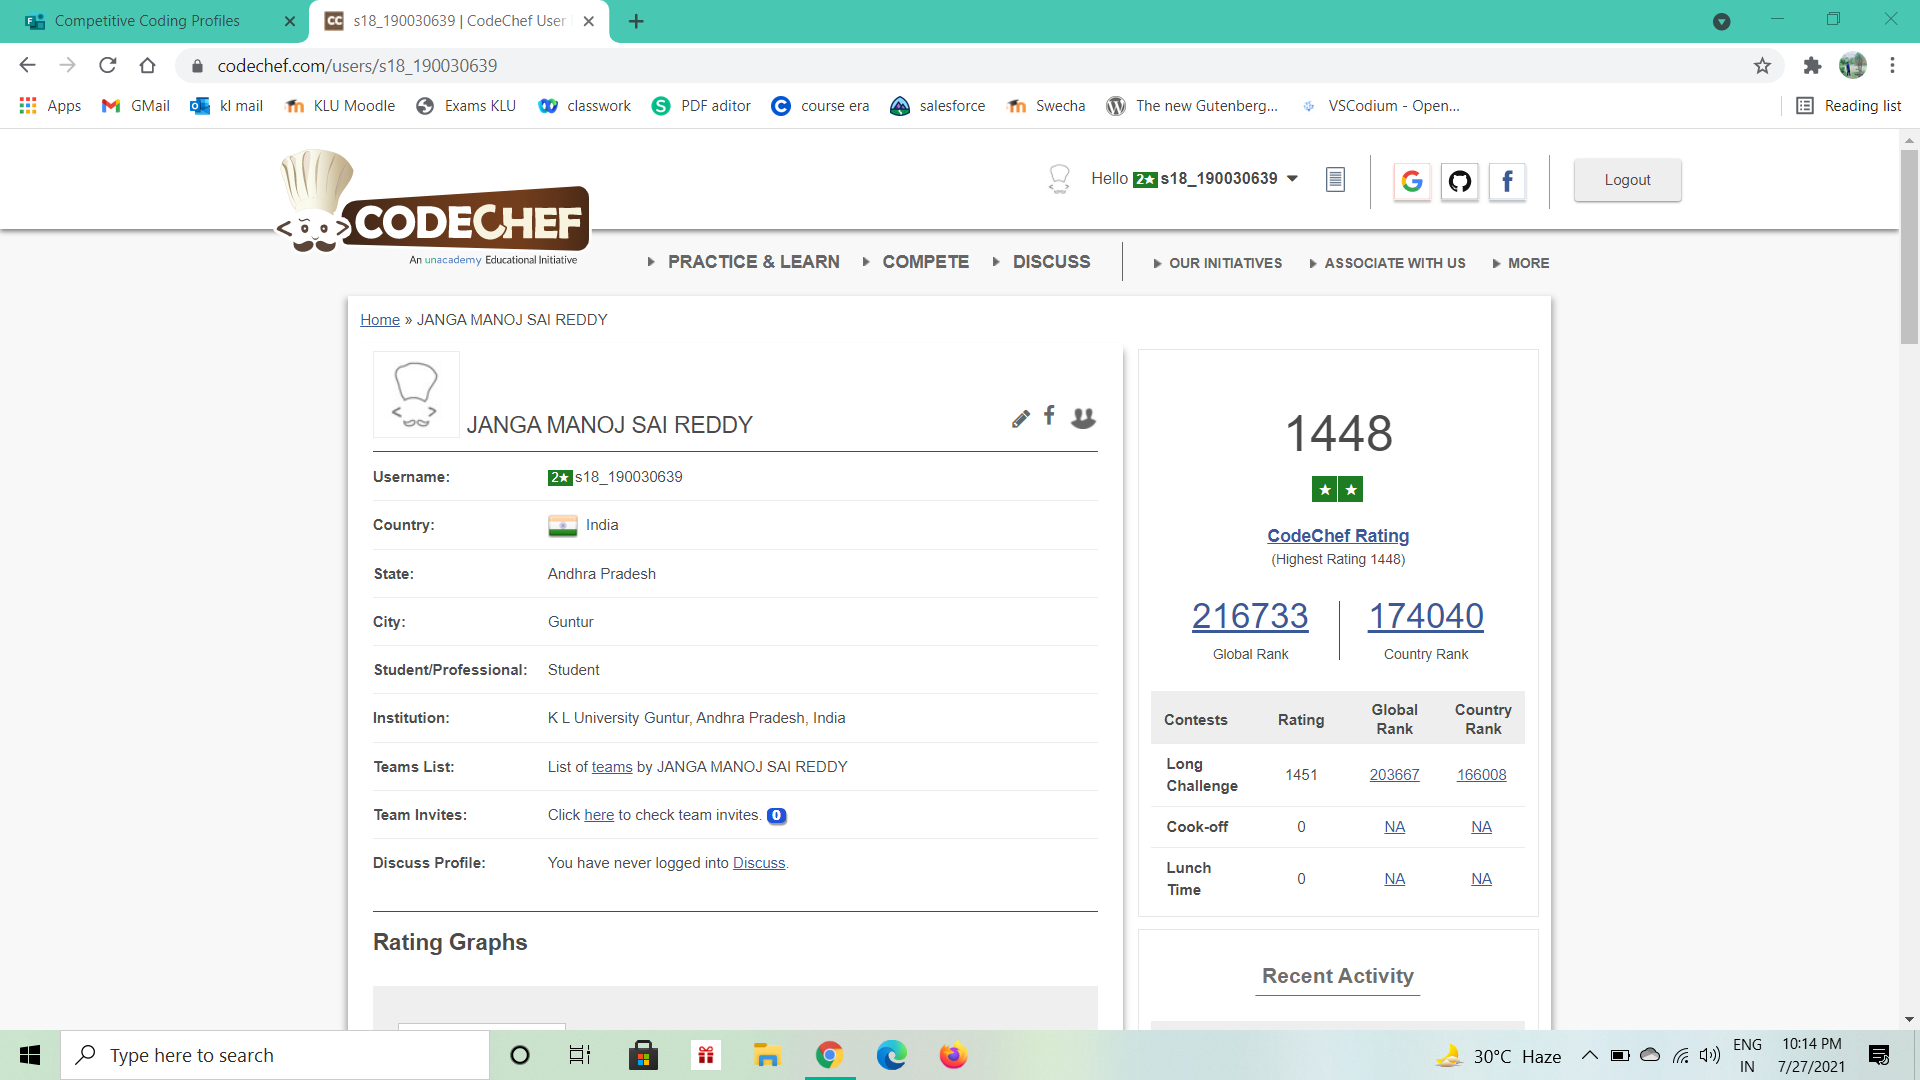 Competitive Coding Profiles
s18_190030639 | CodeChef User
codechef.com/users/s18_190030639
Apps GMail kl mail KLU Moodle Exams KLU classwork PDF aditor course era salesforce Swecha The new Gutenberg... VSCodium - Open... Reading list
CODECHEF
An unacademy Educational Initiative
Hello 2★ s18_190030639
Logout
PRACTICE & LEARN COMPETE DISCUSS OUR INITIATIVES ASSOCIATE WITH US MORE
Home » JANGA MANOJ SAI REDDY
JANGA MANOJ SAI REDDY
Username: 2★ s18_190030639
Country: India
State: Andhra Pradesh
City: Guntur
Student/Professional: Student
Institution: K L University Guntur, Andhra Pradesh, India
Teams List: List of teams by JANGA MANOJ SAI REDDY
Team Invites: Click here to check team invites. 0
Discuss Profile: You have never logged into Discuss.
Rating Graphs
1448
★ ★
CodeChef Rating
(Highest Rating 1448)
216733 174040
Global Rank Country Rank
Contests Rating Global Rank Country Rank
Long Challenge 1451 203667 166008
Cook-off 0 NA NA
Lunch Time 0 NA NA
Recent Activity
Type here to search
30°C Haze
ENG
IN
10:14 PM
7/27/2021